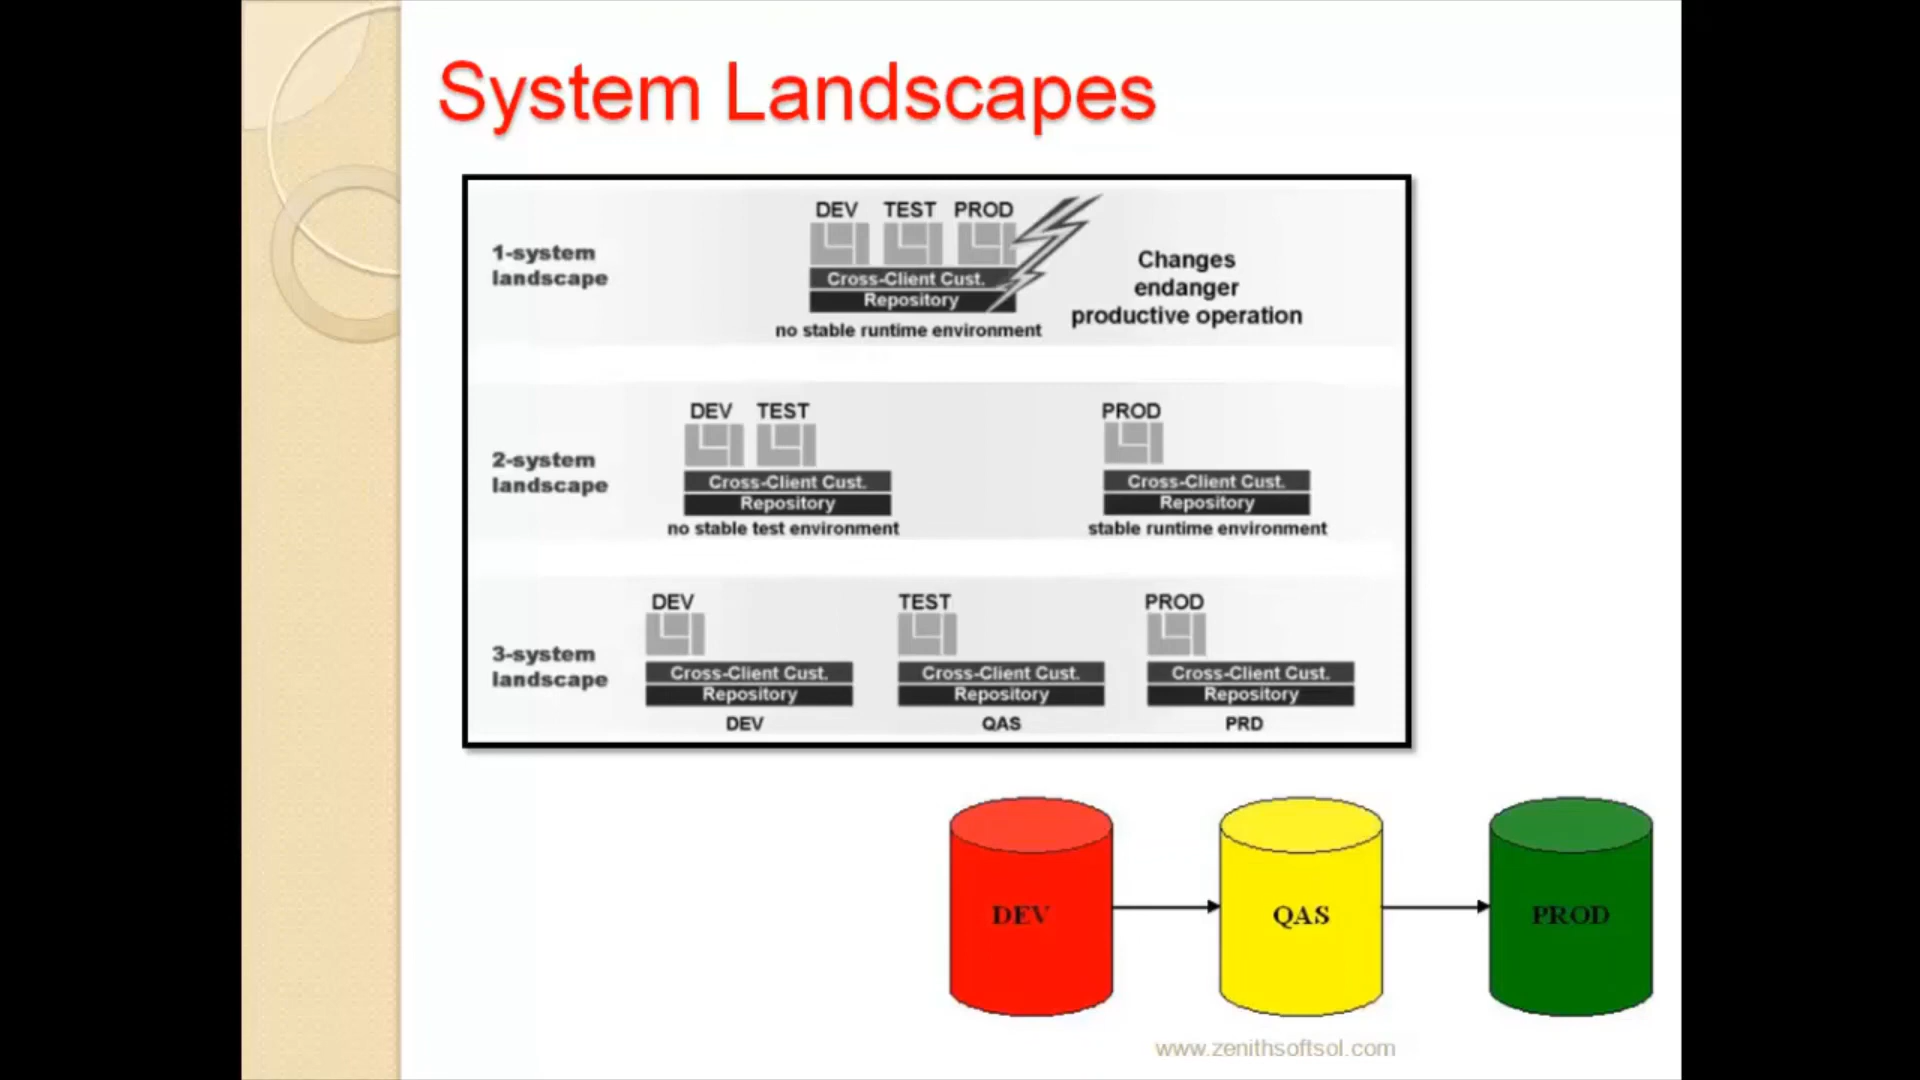 System Landscapes
1-system
landscape
DEV TEST PROD
Cross-Client Cust.
Repository
no stable runtime environment
Changes
endanger
productive operation
2-system
landscape
DEV TEST
Cross-Client Cust.
Repository
no stable test environment
PROD
Cross-Client Cust.
Repository
stable runtime environment
3-system
landscape
DEV
Cross-Client Cust.
Repository
DEV
TEST
Cross-Client Cust.
Repository
QAS
PROD
Cross-Client Cust.
Repository
PRD
DEV
QAS
PROD
www.zenithsoftsol.com